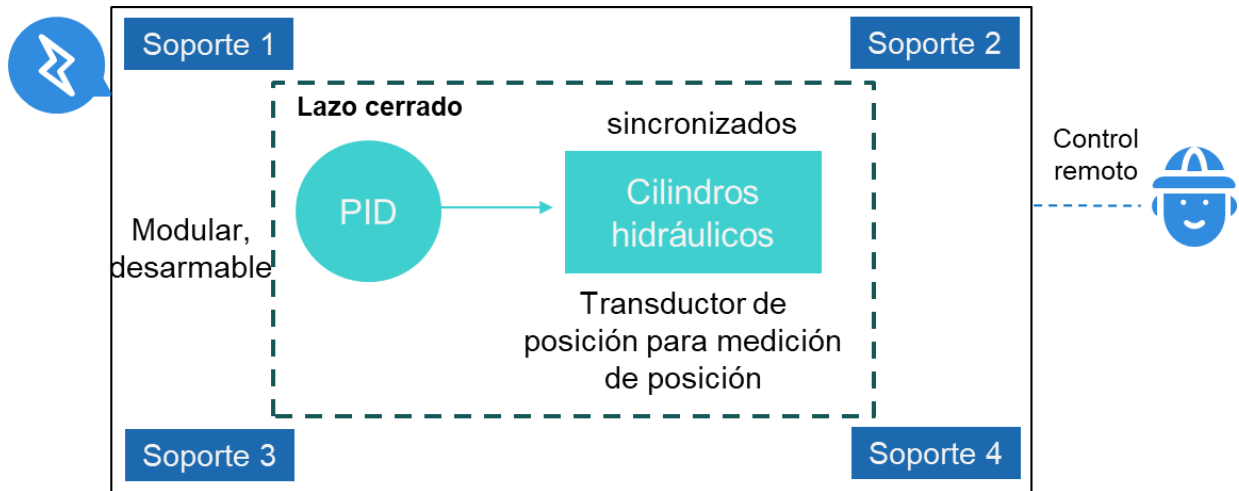 Soporte 1
Soporte 2
Lazo cerrado
sincronizados
PID
Cilindros
hidráulicos
Modular,
desarmable
Transductor de
posición para medición
de posición
Control
remoto
Soporte 3
Soporte 4